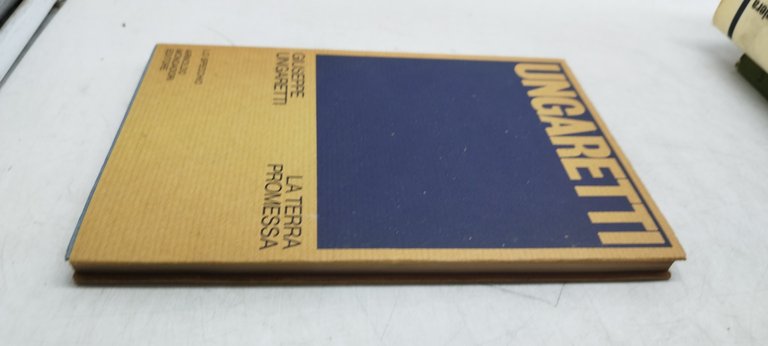 UNGARETTI
GIUSEPPE
UNGARETTI
LA TERRA
PROMESSA
LO SPECCHIO
ARNOLDO
MONDADORI
EDITORE